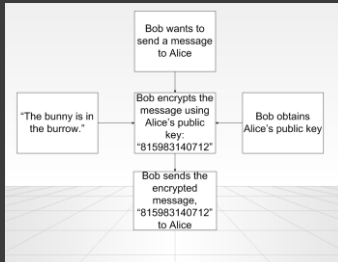 Bob wants to
send a message
to Alice
"The bunny is in
the burrow."
Bob encrypts the
message using
Alice's public
key:
"815983140712"
Bob obtains
Alice's public key
Bob sends the
encrypted
message,
"815983140712"
to Alice